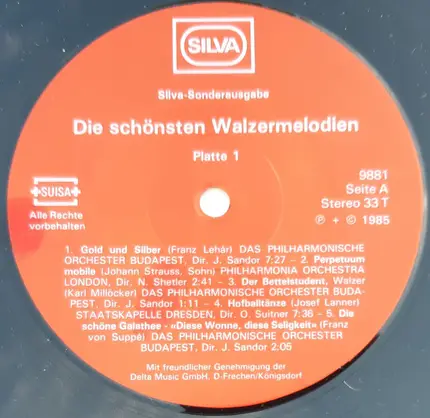 SILVA
Silva-Sonderausgabe
Die schönsten Walzermelodien
Platte 1
SUISA
Alle Rechte
vorbehalten
9881
Seite A
Stereo 33 T
℗ + © 1985
1. Gold und Silber (Franz Lehár) DAS PHILHARMONISCHE
ORCHESTER BUDAPEST, Dir. J. Sandor 7:27 – 2. Perpetuum
mobile (Johann Strauss, Sohn) PHILHARMONIA ORCHESTRA
LONDON, Dir. N. Shetler 2:41 – 3. Der Bettelstudent, Walzer
(Karl Millöcker) DAS PHILHARMONISCHE ORCHESTER BUDA-
PEST, Dir. J. Sandor 1:11 – 4. Hofballtänze (Josef Lanner)
STAATSKAPELLE DRESDEN, Dir. O. Suitner 7:36 – 5. Die
schöne Galathee - «Diese Wonne, diese Seligkeit» (Franz
von Suppé) DAS PHILHARMONISCHE ORCHESTER
BUDAPEST, Dir. J. Sandor 2:05
Mit freundlicher Genehmigung der
Delta Music GmbH. D-Frechen/Königsdorf